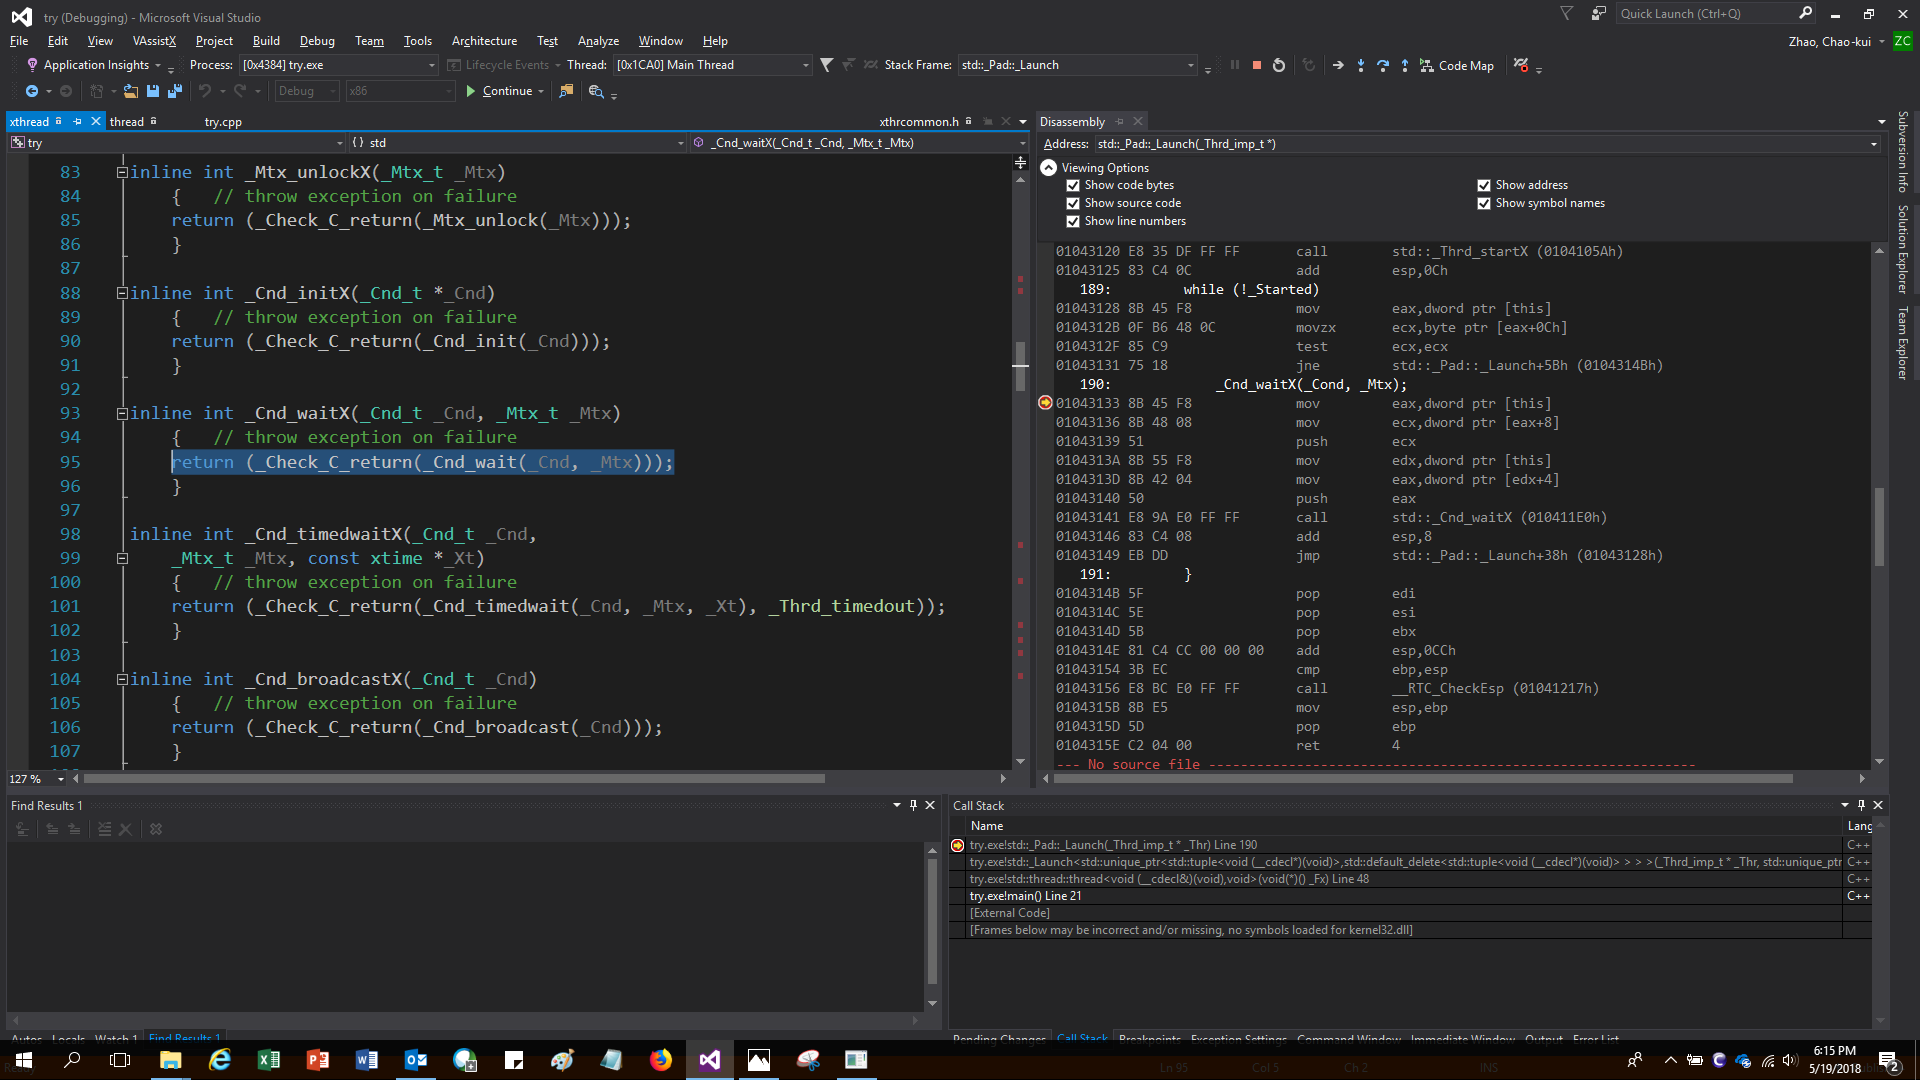 try (Debugging) - Microsoft Visual Studio
Quick Launch (Ctrl+Q)
File Edit View VAssistX Project Build Debug Team Tools Architecture Test Analyze Window Help
Zhao, Chao-kui ZC
Application Insights Process: [0x4384] try.exe Lifecycle Events Thread: [0x1CA0] Main Thread Stack Frame: std::_Pad::_Launch Code Map
Debug x86 Continue
xthread thread try.cpp xthrcommon.h
try {} std _Cnd_waitX(_Cnd_t _Cnd, _Mtx_t _Mtx)
83 inline int _Mtx_unlockX(_Mtx_t _Mtx)
84 { // throw exception on failure
85 return (_Check_C_return(_Mtx_unlock(_Mtx)));
86 }
87
88 inline int _Cnd_initX(_Cnd_t *_Cnd)
89 { // throw exception on failure
90 return (_Check_C_return(_Cnd_init(_Cnd)));
91 }
92
93 inline int _Cnd_waitX(_Cnd_t _Cnd, _Mtx_t _Mtx)
94 { // throw exception on failure
95 return (_Check_C_return(_Cnd_wait(_Cnd, _Mtx)));
96 }
97
98 inline int _Cnd_timedwaitX(_Cnd_t _Cnd,
99 _Mtx_t _Mtx, const xtime *_Xt)
100 { // throw exception on failure
101 return (_Check_C_return(_Cnd_timedwait(_Cnd, _Mtx, _Xt), _Thrd_timedout));
102 }
103
104 inline int _Cnd_broadcastX(_Cnd_t _Cnd)
105 { // throw exception on failure
106 return (_Check_C_return(_Cnd_broadcast(_Cnd)));
107 }
127 %
Disassembly
Address: std::_Pad::_Launch(_Thrd_imp_t *)
Viewing Options
Show code bytes Show address
Show source code Show symbol names
Show line numbers
01043120 E8 35 DF FF FF call std::_Thrd_startX (0104105Ah)
01043125 83 C4 0C add esp,0Ch
189: while (!_Started)
01043128 8B 45 F8 mov eax,dword ptr [this]
0104312B 0F B6 48 0C movzx ecx,byte ptr [eax+0Ch]
0104312F 85 C9 test ecx,ecx
01043131 75 18 jne std::_Pad::_Launch+5Bh (0104314Bh)
190: _Cnd_waitX(_Cond, _Mtx);
01043133 8B 45 F8 mov eax,dword ptr [this]
01043136 8B 48 08 mov ecx,dword ptr [eax+8]
01043139 51 push ecx
0104313A 8B 55 F8 mov edx,dword ptr [this]
0104313D 8B 42 04 mov eax,dword ptr [edx+4]
01043140 50 push eax
01043141 E8 9A E0 FF FF call std::_Cnd_waitX (010411E0h)
01043146 83 C4 08 add esp,8
01043149 EB DD jmp std::_Pad::_Launch+38h (01043128h)
191: }
0104314B 5F pop edi
0104314C 5E pop esi
0104314D 5B pop ebx
0104314E 81 C4 CC 00 00 00 add esp,0CCh
01043154 3B EC cmp ebp,esp
01043156 E8 BC E0 FF FF call __RTC_CheckEsp (01041217h)
0104315B 8B E5 mov esp,ebp
0104315D 5D pop ebp
0104315E C2 04 00 ret 4
--- No source file -------------------------------------------------------------
Subversion Info
Solution Explorer
Team Explorer
Find Results 1
Call Stack
Name Lang
try.exe!std::_Pad::_Launch(_Thrd_imp_t * _Thr) Line 190 C++
try.exe!std::_Launch<std::unique_ptr<std::tuple<void (__cdecl*)(void)>,std::default_delete<std::tuple<void (__cdecl*)(void)> > > >(_Thrd_imp_t * _Thr, std::unique_ptr C++
try.exe!std::thread::thread<void (__cdecl&)(void),void>(void(*)() _Fx) Line 48 C++
try.exe!main() Line 21 C++
[External Code]
[Frames below may be incorrect and/or missing, no symbols loaded for kernel32.dll]
Autos Locals Watch 1 Find Results 1
Pending Changes Call Stack Breakpoints Exception Settings Command Window Immediate Window Output Error List
Ready Ln 95 Col 5 Ch 2 INS
6:15 PM
5/19/2018
2